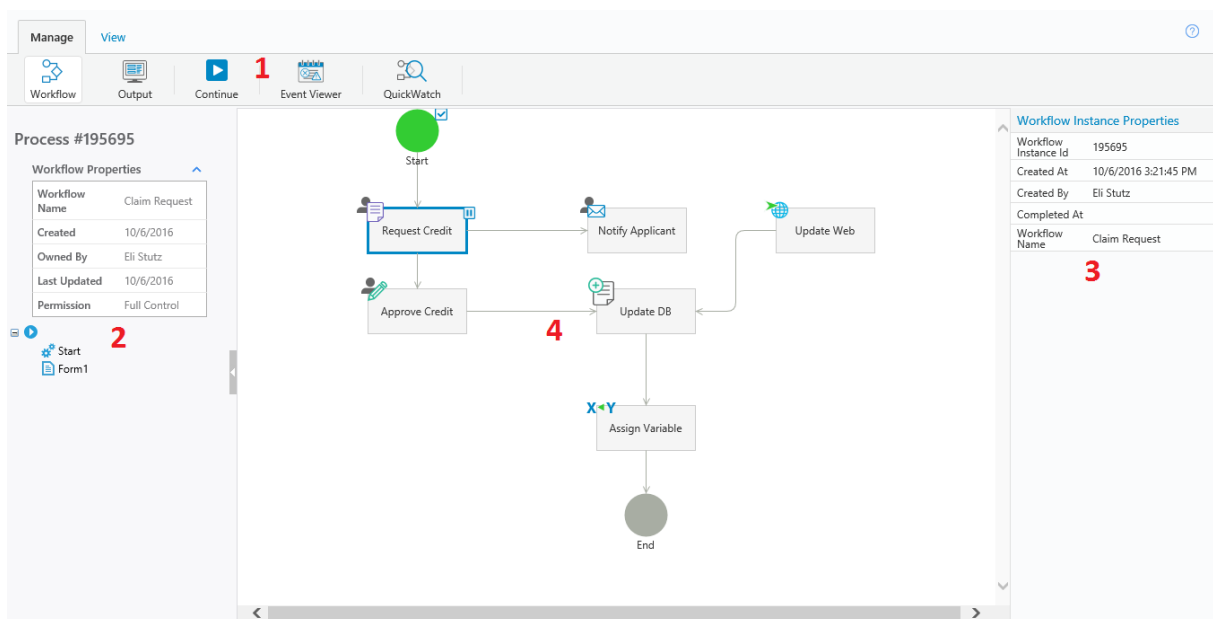 Manage View
Workflow Output Continue 1 Event Viewer QuickWatch
Process #195695
Workflow Properties
Workflow
Name Claim Request
Created 10/6/2016
Owned By Eli Stutz
Last Updated 10/6/2016
Permission Full Control
2
Start
Form1
Start
Request Credit
Notify Applicant
Update Web
Approve Credit
4
Update DB
X Y
Assign Variable
End
Workflow Instance Properties
Workflow
Instance Id 195695
Created At 10/6/2016 3:21:45 PM
Created By Eli Stutz
Completed At
Workflow
Name Claim Request
3